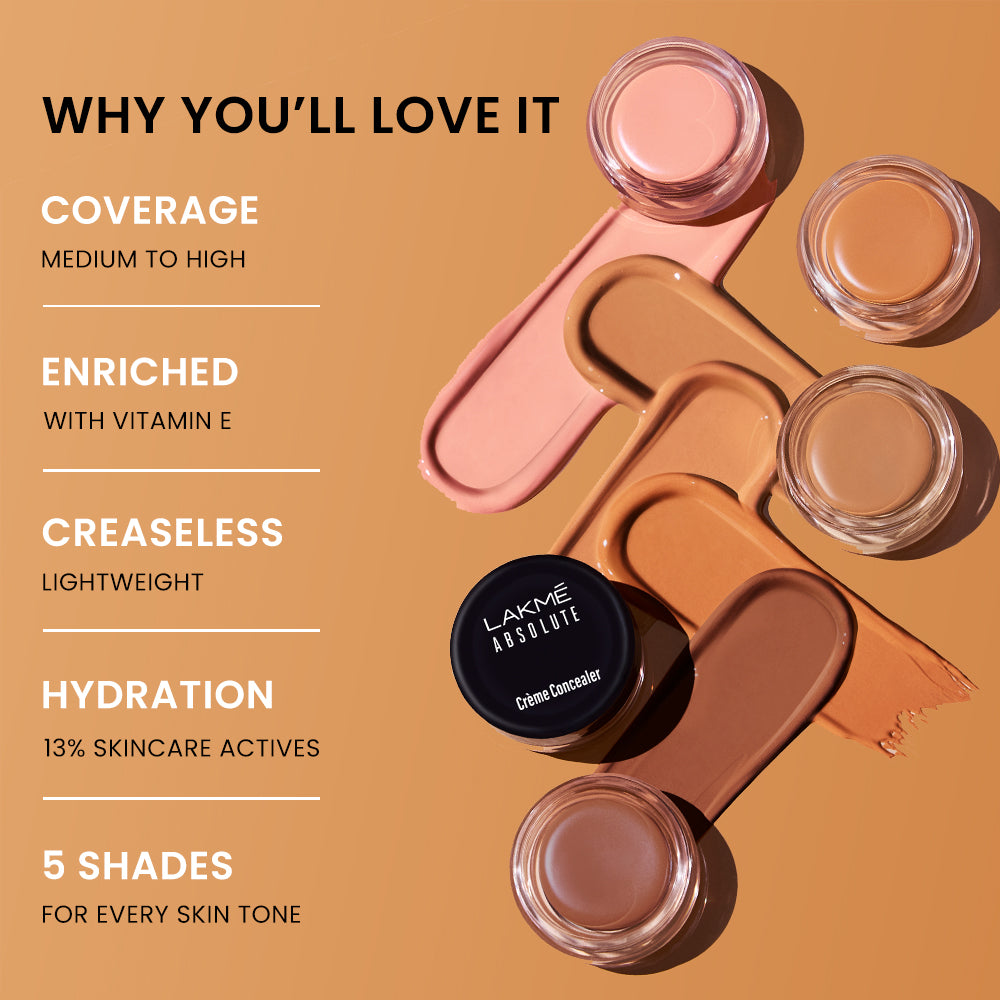 WHY YOU'LL LOVE IT
COVERAGE
MEDIUM TO HIGH
ENRICHED
WITH VITAMIN E
CREASELESS
LIGHTWEIGHT
HYDRATION
13% SKINCARE ACTIVES
5 SHADES
FOR EVERY SKIN TONE
LAKMĒ
ABSOLUTE
Crème Concealer